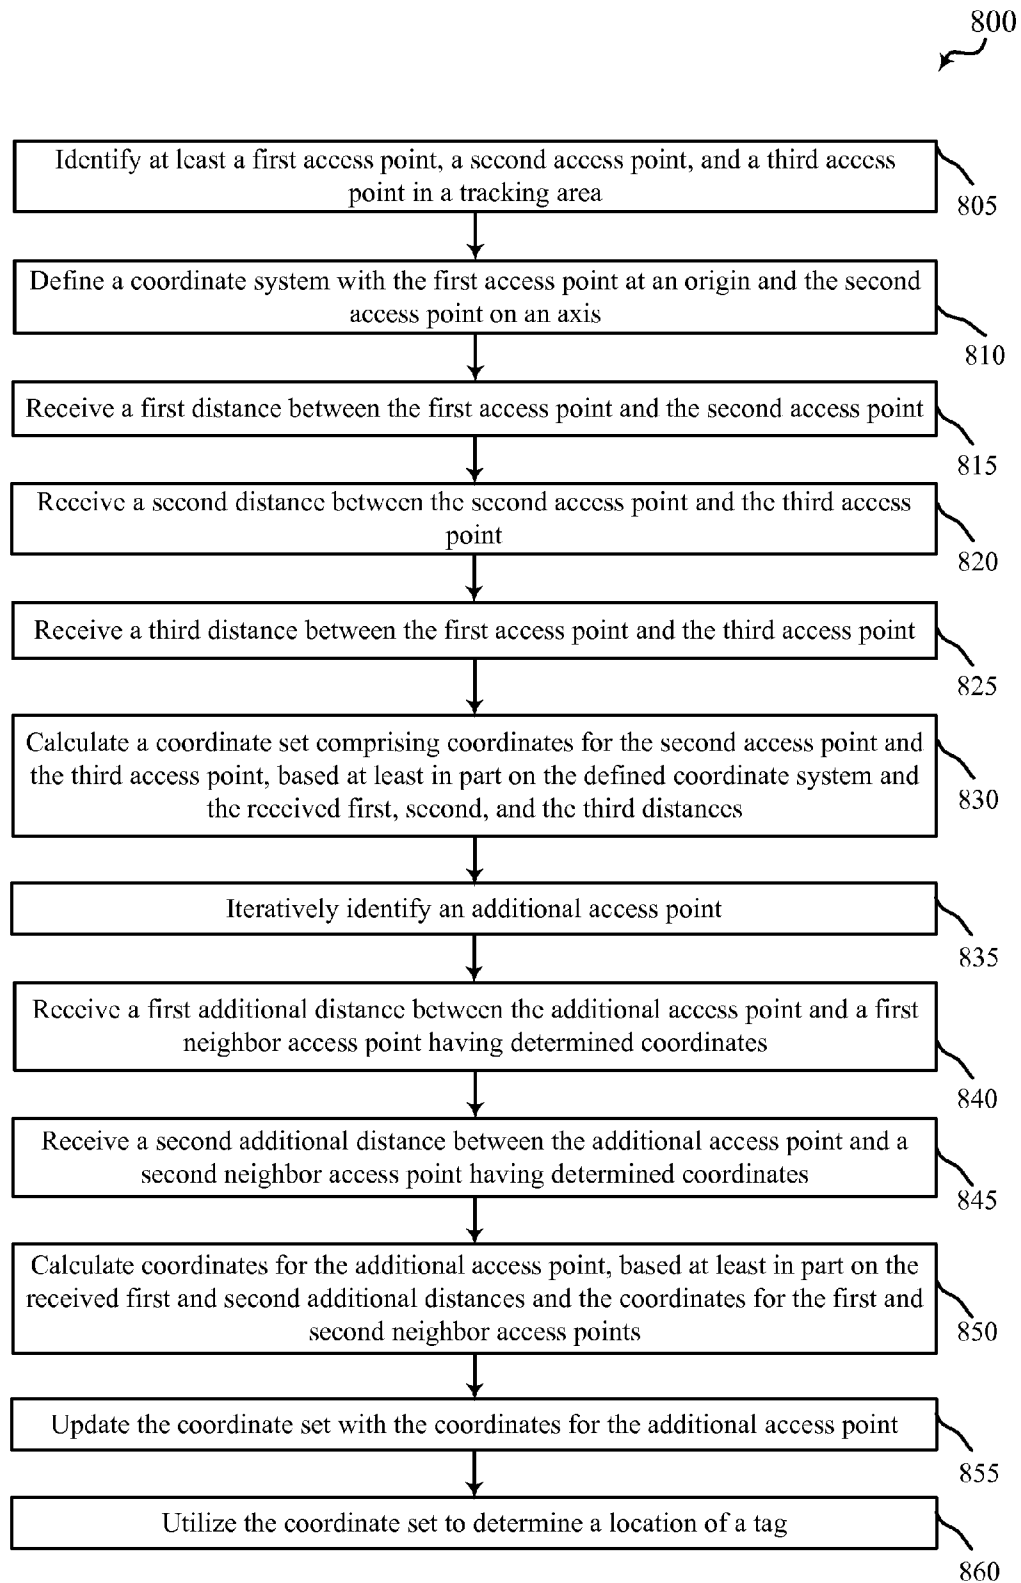 800
Identify at least a first access point, a second access point, and a third access
point in a tracking area
805
Define a coordinate system with the first access point at an origin and the second
access point on an axis
810
Receive a first distance between the first access point and the second access point
815
Receive a second distance between the second access point and the third access
point
820
Receive a third distance between the first access point and the third access point
825
Calculate a coordinate set comprising coordinates for the second access point and
the third access point, based at least in part on the defined coordinate system and
the received first, second, and the third distances
830
Iteratively identify an additional access point
835
Receive a first additional distance between the additional access point and a first
neighbor access point having determined coordinates
840
Receive a second additional distance between the additional access point and a
second neighbor access point having determined coordinates
845
Calculate coordinates for the additional access point, based at least in part on the
received first and second additional distances and the coordinates for the first and
second neighbor access points
850
Update the coordinate set with the coordinates for the additional access point
855
Utilize the coordinate set to determine a location of a tag
860